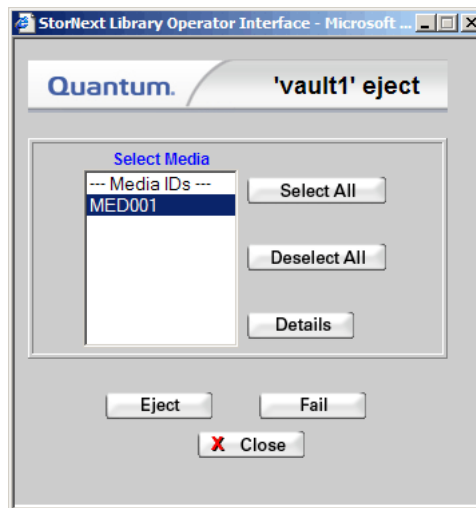 StorNext Library Operator Interface - Microsoft ...
Quantum.
'vault1' eject
Select Media
--- Media IDs ---
MED001
Select All
Deselect All
Details
Eject
Fail
X Close